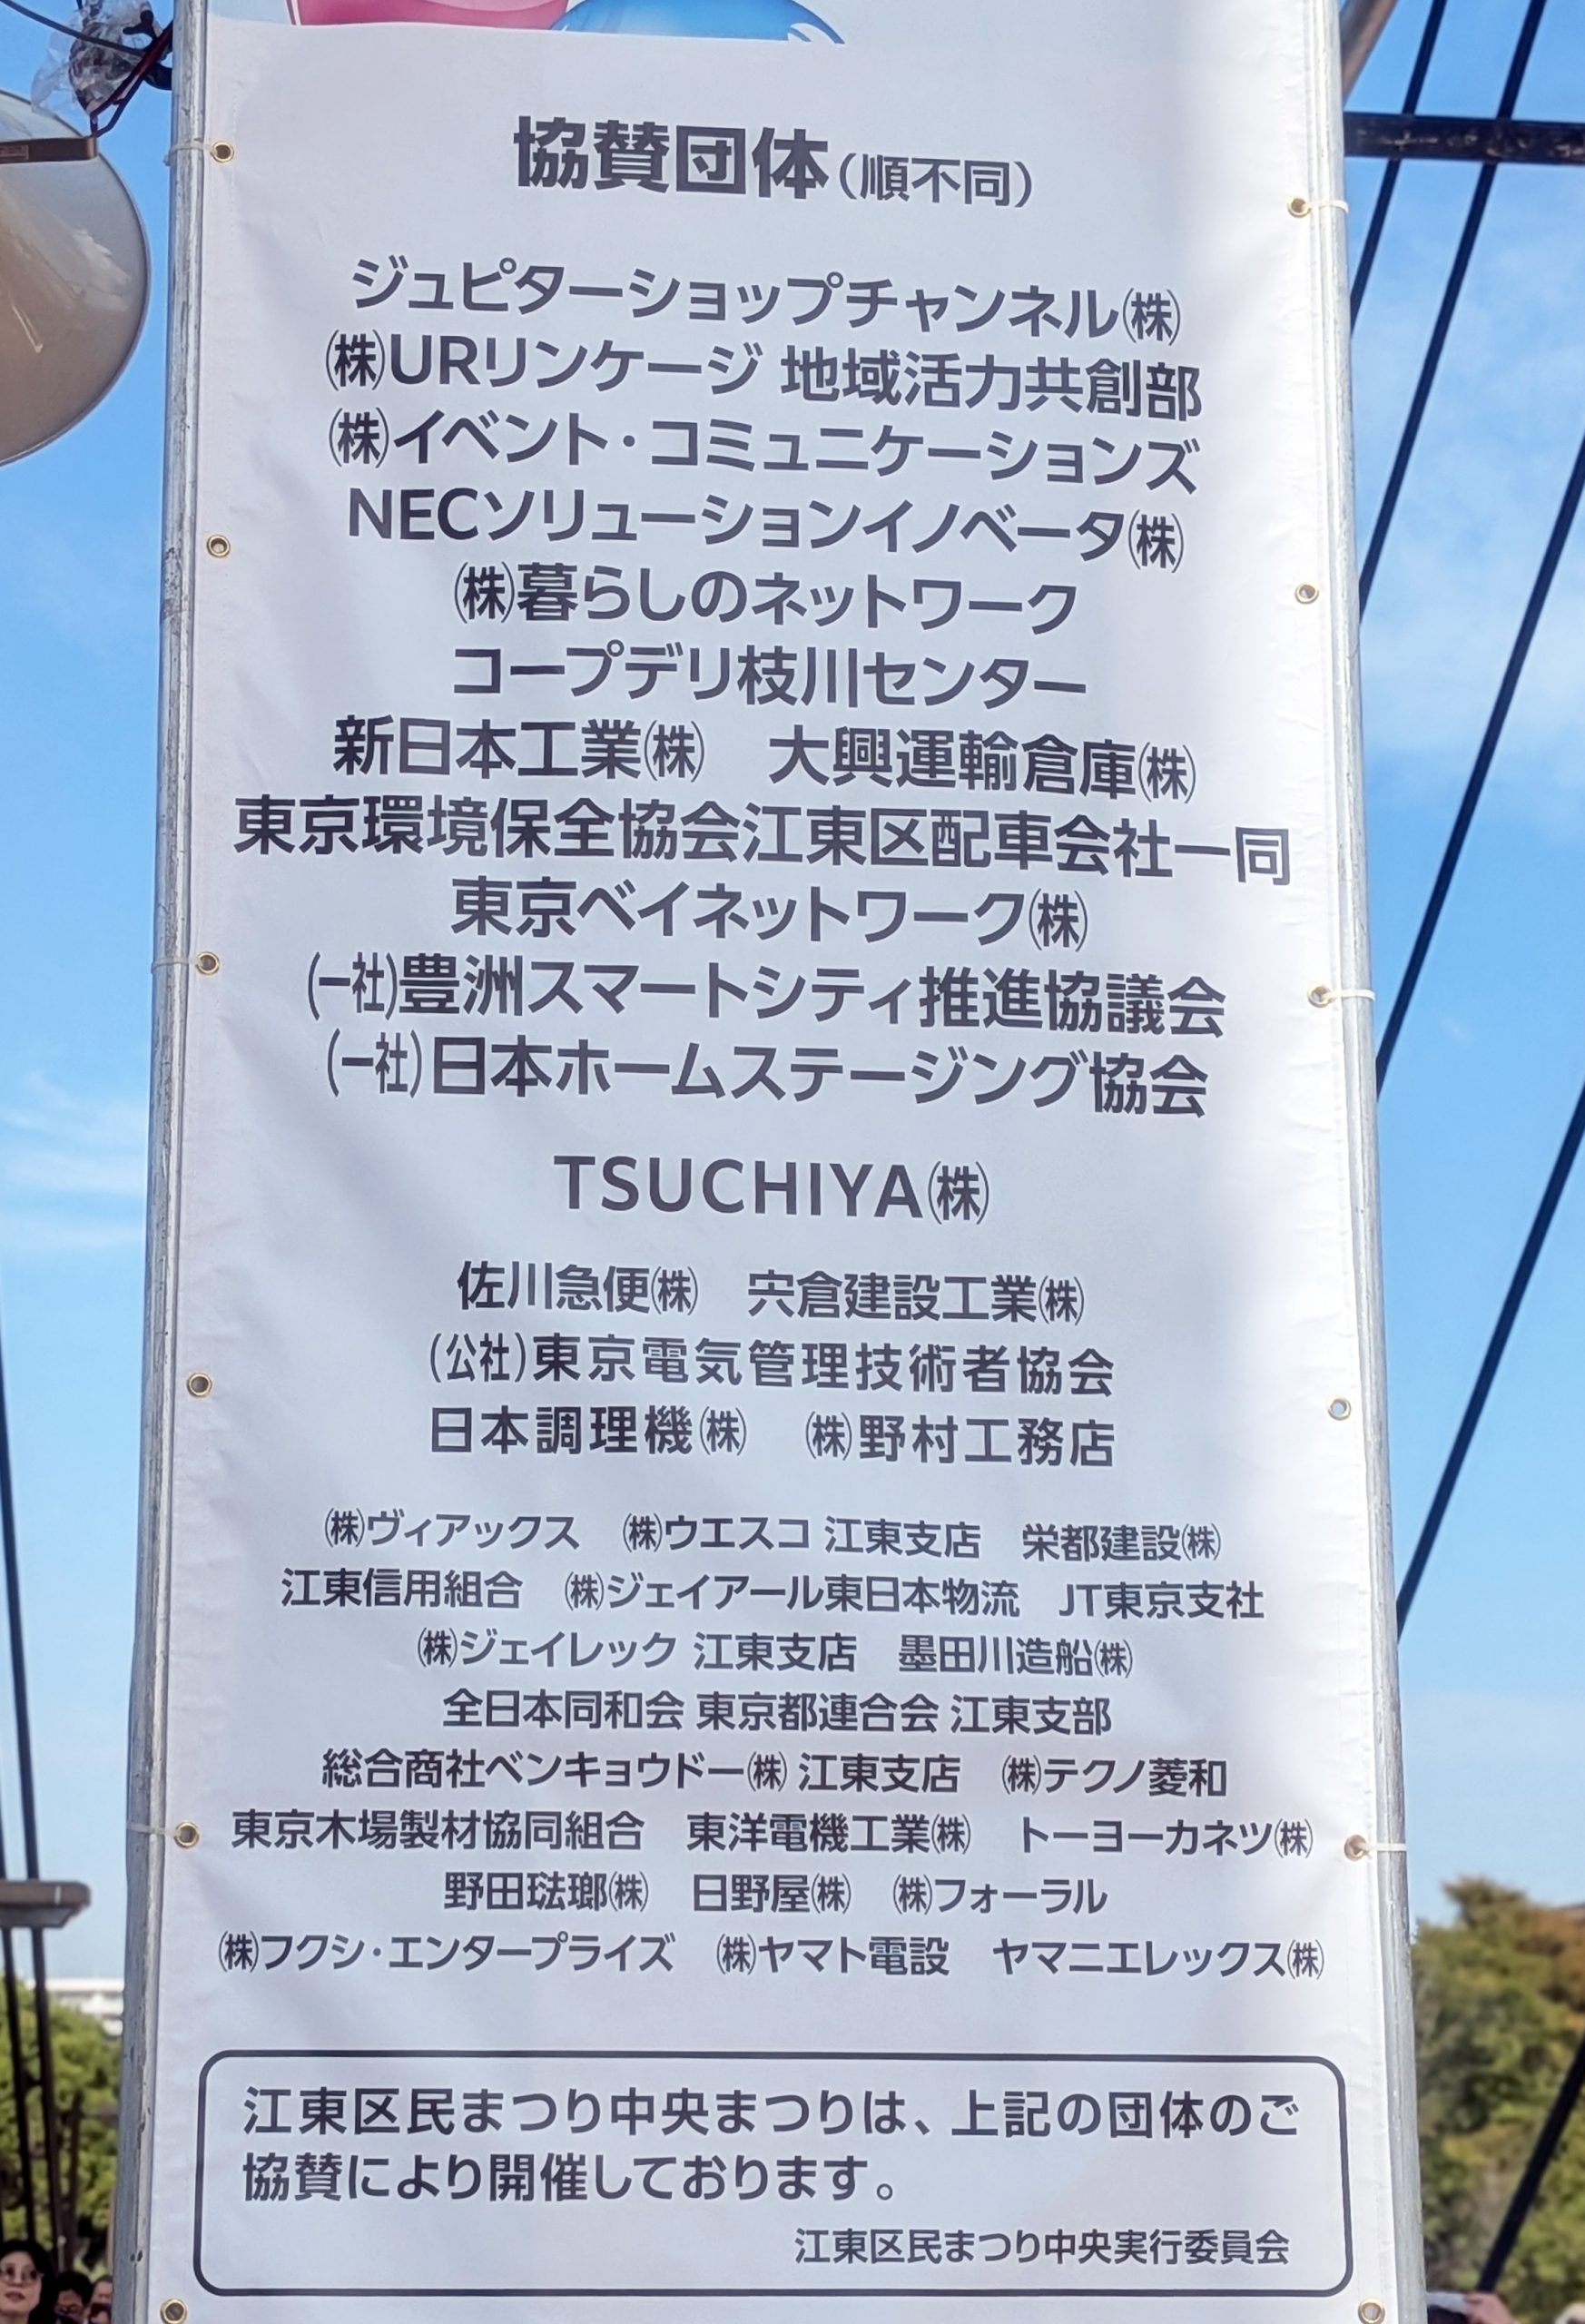 協賛団体(順不同)
ジュピターショップチャンネル㈱
㈱URリンケージ 地域活力共創部
㈱イベント・コミュニケーションズ
NECソリューションイノベータ㈱
㈱暮らしのネットワーク
コープデリ枝川センター
新日本工業㈱　大興運輸倉庫㈱
東京環境保全協会江東区配車会社一同
東京ベイネットワーク㈱
(一社)豊洲スマートシティ推進協議会
(一社)日本ホームステージング協会
TSUCHIYA㈱
佐川急便㈱　宍倉建設工業㈱
(公社)東京電気管理技術者協会
日本調理機㈱　㈱野村工務店
㈱ヴィアックス　㈱ウエスコ 江東支店　栄都建設㈱
江東信用組合　㈱ジェイアール東日本物流　JT東京支社
㈱ジェイレック 江東支店　墨田川造船㈱
全日本同和会 東京都連合会 江東支部
総合商社ベンキョウドー㈱ 江東支店　㈱テクノ菱和
東京木場製材協同組合　東洋電機工業㈱　トーヨーカネツ㈱
野田琺瑯㈱　日野屋㈱　㈱フォーラル
㈱フクシ・エンタープライズ　㈱ヤマト電設　ヤマニエレックス㈱
江東区民まつり中央まつりは、上記の団体のご
協賛により開催しております。
江東区民まつり中央実行委員会